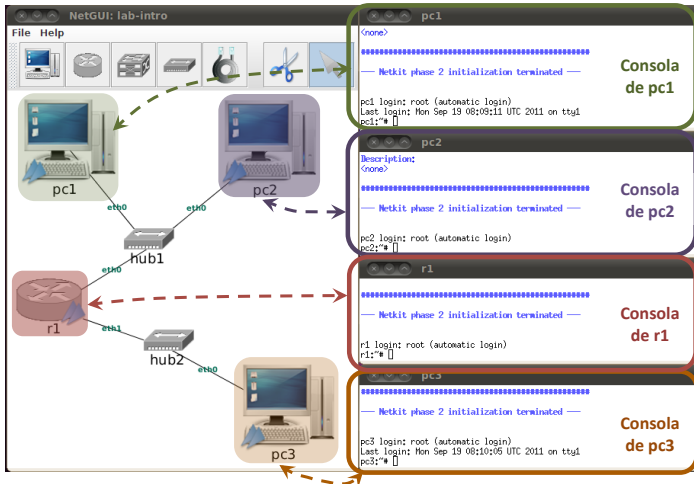 NetGUI: lab-intro
File Help
pc1
pc2
eth0
eth0
hub1
eth0
r1
eth1
hub2
eth0
pc3
pc1
<none>
##################################################
--- Netkit phase 2 initialization terminated ---
pc1 login: root (automatic login)
Last login: Mon Sep 19 08:09:11 UTC 2011 on tty1
pc1:~#
Consola
de pc1
pc2
Description:
<none>
##################################################
--- Netkit phase 2 initialization terminated ---
pc2 login: root (automatic login)
pc2:~#
Consola
de pc2
r1
##################################################
--- Netkit phase 2 initialization terminated ---
r1 login: root (automatic login)
r1:~#
Consola
de r1
pc3
##################################################
--- Netkit phase 2 initialization terminated ---
pc3 login: root (automatic login)
Last login: Mon Sep 19 08:10:05 UTC 2011 on tty1
pc3:~#
Consola
de pc3